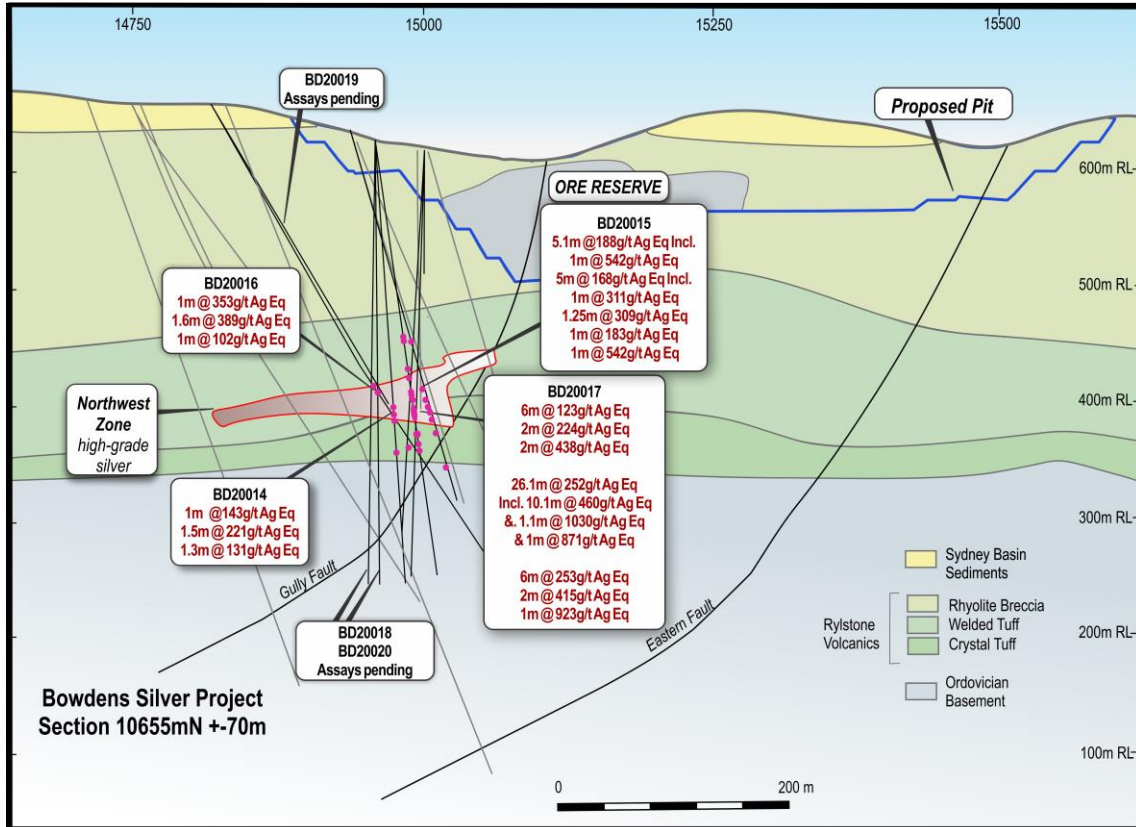 14750 15000 15250 15500
BD20019
Assays pending
Proposed Pit
600m RL
ORE RESERVE
BD20015
5.1m @188g/t Ag Eq Incl.
1m @ 542g/t Ag Eq
5m @ 168g/t Ag Eq Incl.
1m @ 311g/t Ag Eq
1.25m @ 309g/t Ag Eq
1m @ 183g/t Ag Eq
1m @ 542g/t Ag Eq
500m RL
BD20016
1m @ 353g/t Ag Eq
1.6m @ 389g/t Ag Eq
1m @ 102g/t Ag Eq
Northwest
Zone
high-grade
silver
400m RL
BD20017
6m @ 123g/t Ag Eq
2m @ 224g/t Ag Eq
2m @ 438g/t Ag Eq
26.1m @ 252g/t Ag Eq
Incl. 10.1m @ 460g/t Ag Eq
&. 1.1m @ 1030g/t Ag Eq
& 1m @ 871g/t Ag Eq
6m @ 253g/t Ag Eq
2m @ 415g/t Ag Eq
1m @ 923g/t Ag Eq
BD20014
1m @ 143g/t Ag Eq
1.5m @ 221g/t Ag Eq
1.3m @ 131g/t Ag Eq
300m RL
Gully Fault
Eastern Fault
BD20018
BD20020
Assays pending
Sydney Basin
Sediments
Rylstone
Volcanics
Rhyolite Breccia
Welded Tuff
Crystal Tuff
Ordovician
Basement
200m RL
100m RL
Bowdens Silver Project
Section 10655mN +-70m
0 200 m